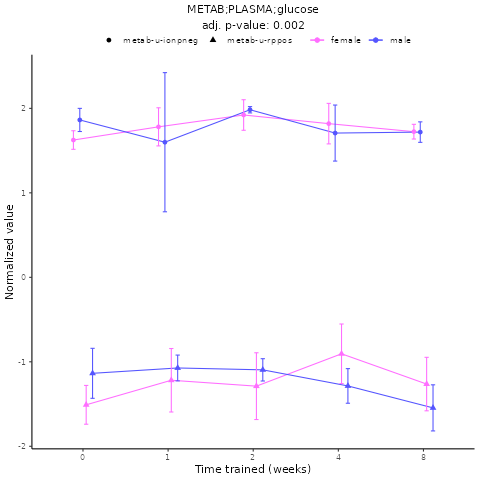 METAB;PLASMA;glucose
adj. p-value: 0.002
metab-u-ionpneg metab-u-rppos female male
2
1
0
-1
-2
Normalized value
0 1 2 4 8
Time trained (weeks)